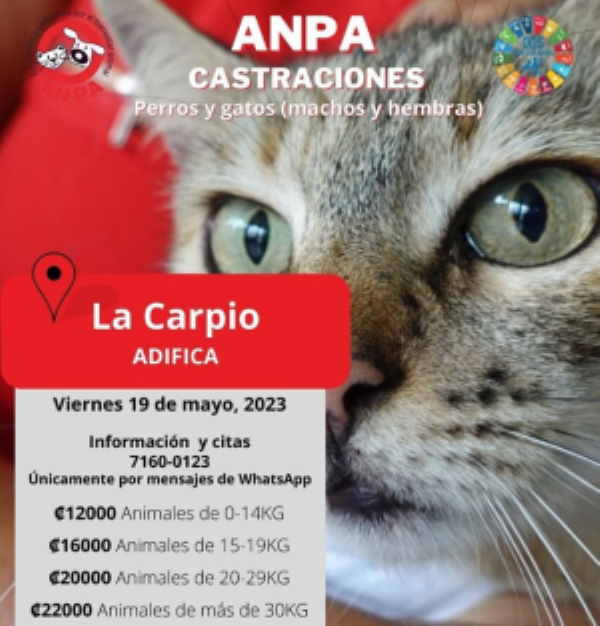 ANPA
CASTRACIONES
Perros y gatos (machos y hembras)
ANPA
La Carpio
ADIFICA
Viernes 19 de mayo, 2023
Información y citas
7160-0123
Únicamente por mensajes de WhatsApp
₡12000 Animales de 0-14KG
₡16000 Animales de 15-19KG
₡20000 Animales de 20-29KG
₡22000 Animales de más de 30KG